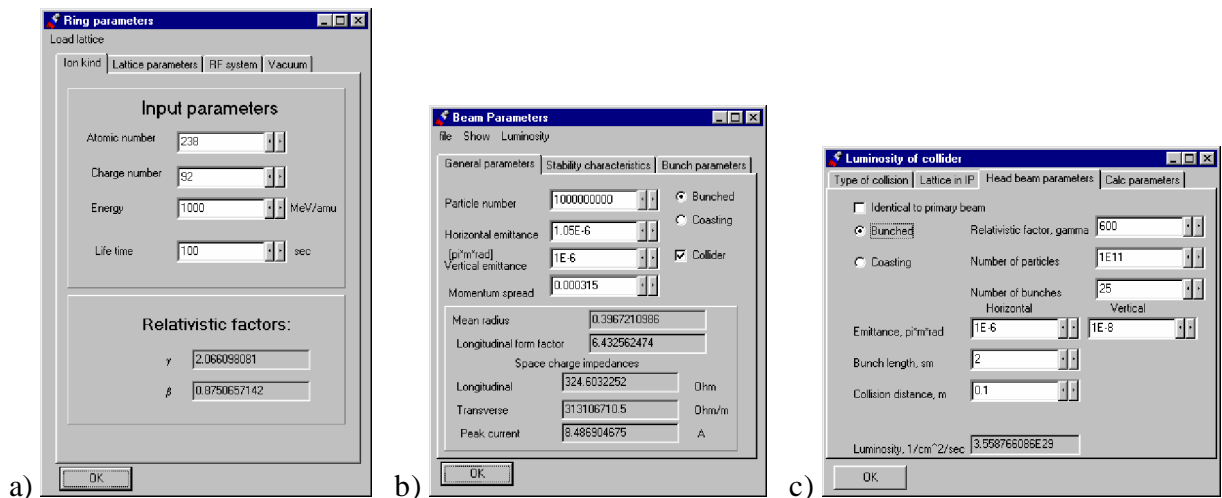 Ring parameters
Load lattice
Ion kind Lattice parameters RF system Vacuum
Input parameters
Atomic number 238
Charge number 92
Energy 1000 MeV/amu
Life time 100 sec
Relativistic factors:
γ 2.066098081
β 0.8750657142
OK
a)
Beam Parameters
file Show Luminosity
General parameters Stability characteristics Bunch parameters
Particle number 1000000000 Bunched
Coasting
Horizontal emittance 1.05E-6
[pi*m*rad]
Vertical emittance 1E-6 Collider
Momentum spread 0.000315
Mean radius 0.3967210986
Longitudinal form factor 6.432562474
Space charge impedances
Longitudinal 324.6032252 Ohm
Transverse 313106710.5 Ohm/m
Peak current 8.486904675 A
OK
b)
Luminosity of collider
Type of collision Lattice in IP Head beam parameters Calc parameters
Identical to primary beam
Bunched Relativistic factor, gamma 600
Coasting Number of particles 1E11
Number of bunches 25
Horizontal Vertical
Emittance, pi*m*rad 1E-6 1E-8
Bunch length, sm 2
Collision distance, m 0.1
Luminosity, 1/cm^2/sec 3.558766086E29
OK
c)